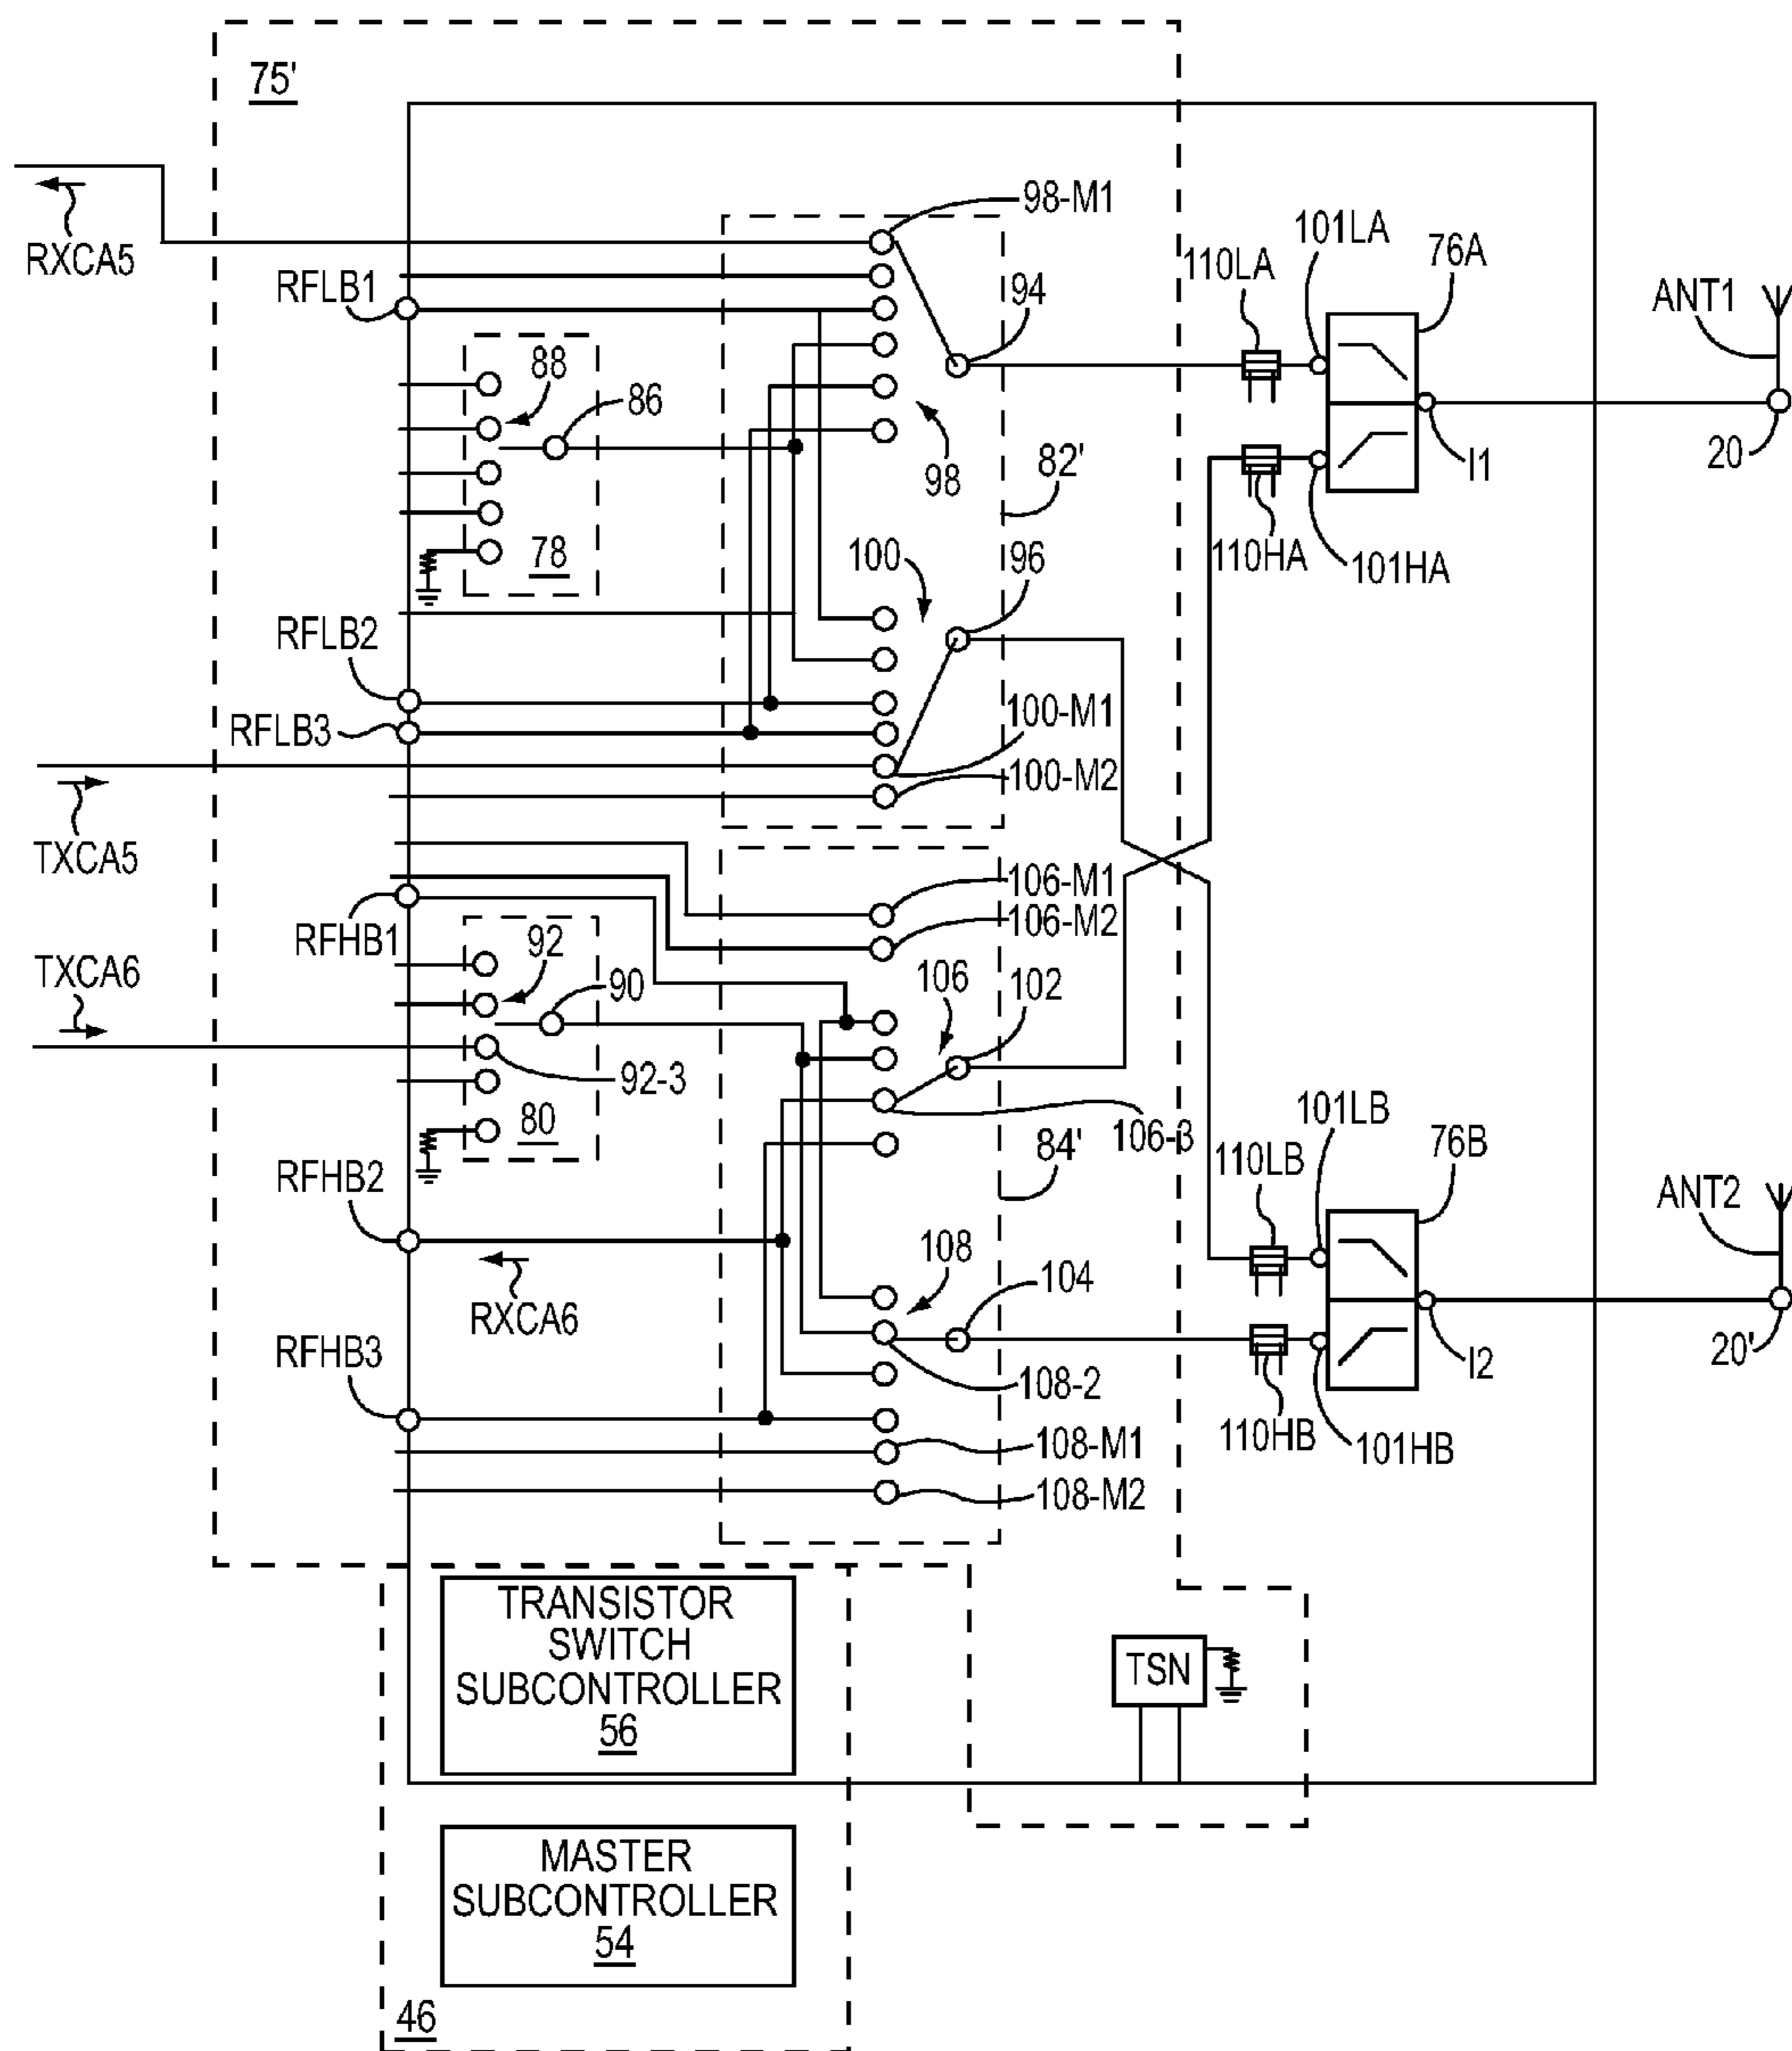 75'
RXCA5
98-M1
RFLB1
94
110LA
101LA
76A
ANT1
88
86
98
82'
I1
20
78
100
96
110HA
101HA
RFLB2
RFLB3
100-M1
100-M2
TXCA5
106-M1
106-M2
RFHB1
TXCA6
92
90
106
102
92-3
80
106-3
84'
101LB
110LB
76B
ANT2
RFHB2
RXCA6
108
104
RFHB3
108-2
110HB
101HB
I2
20'
108-M1
108-M2
TRANSISTOR
SWITCH
SUBCONTROLLER
56
TSN
MASTER
SUBCONTROLLER
54
46